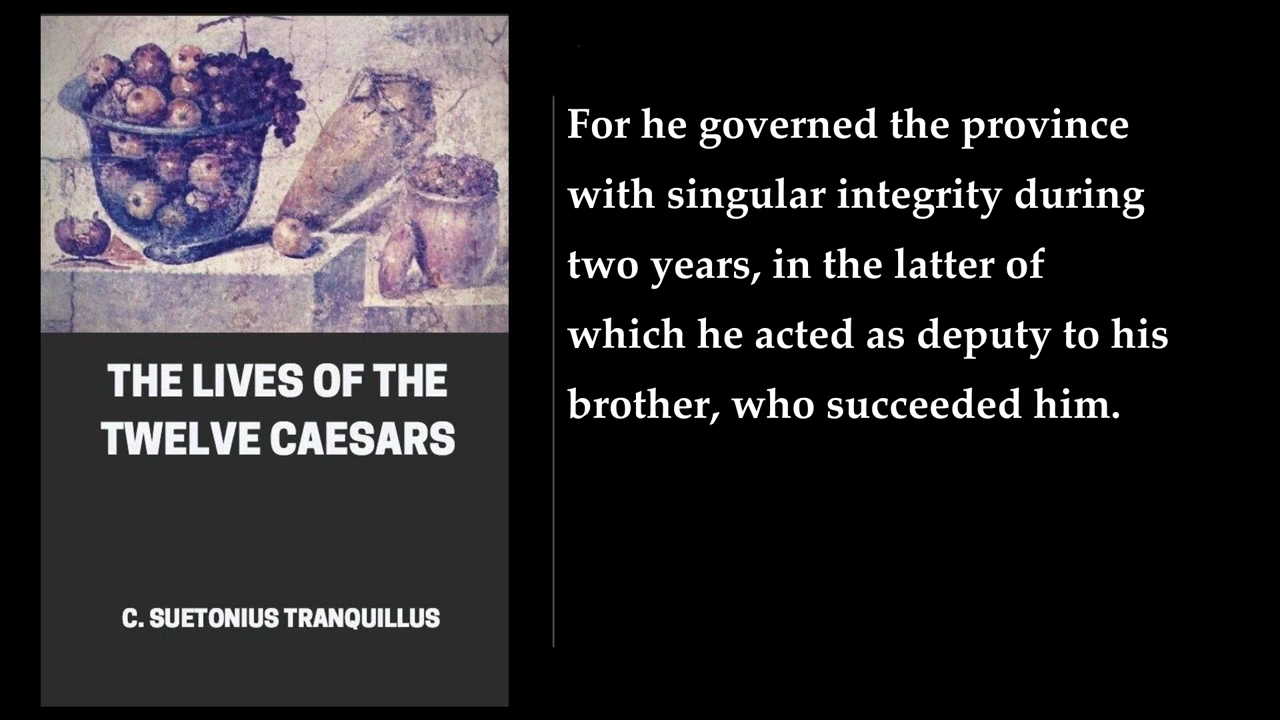 THE LIVES OF THE
TWELVE CAESARS
C. SUETONIUS TRANQUILLUS
For he governed the province
with singular integrity during
two years, in the latter of
which he acted as deputy to his
brother, who succeeded him.